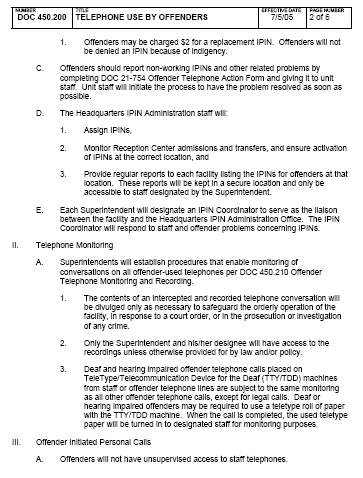 NUMBER TITLE EFFECTIVE DATE PAGE NUMBER
DOC 450.200 TELEPHONE USE BY OFFENDERS 7/5/05 2 of 6
1. Offenders may be charged $2 for a replacement IPIN. Offenders will not
be denied an IPIN because of indigency.
C. Offenders should report non-working IPINs and other related problems by
completing DOC 21-754 Offender Telephone Action Form and giving it to unit
staff. Unit staff will initiate the process to have the problem resolved as soon as
possible.
D. The Headquarters IPIN Administration staff will:
1. Assign IPINs,
2. Monitor Reception Center admissions and transfers, and ensure activation
of IPINs at the correct location, and
3. Provide regular reports to each facility listing the IPINs for offenders at that
location. These reports will be kept in a secure location and only be
accessible to staff designated by the Superintendent.
E. Each Superintendent will designate an IPIN Coordinator to serve as the liaison
between the facility and the Headquarters IPIN Administration Office. The IPIN
Coordinator will respond to staff and offender problems concerning IPINs.
II. Telephone Monitoring
A. Superintendents will establish procedures that enable monitoring of
conversations on all offender-used telephones per DOC 450.210 Offender
Telephone Monitoring and Recording.
1. The contents of an intercepted and recorded telephone conversation will
be divulged only as necessary to safeguard the orderly operation of the
facility, in response to a court order, or in the prosecution or investigation
of any crime.
2. Only the Superintendent and his/her designee will have access to the
recordings unless otherwise provided for by law and/or policy.
3. Deaf and hearing impaired offender telephone calls placed on
TeleType/Telecommunication Device for the Deaf (TTY/TDD) machines
from staff or offender telephone lines are subject to the same monitoring
as all other offender telephone calls, except for legal calls. Deaf or
hearing impaired offenders may be required to use a teletype roll of paper
with the TTY/TDD machine. When the call is completed, the used teletype
paper will be turned in to designated staff for monitoring purposes.
III. Offender Initiated Personal Calls
A. Offenders will not have unsupervised access to staff telephones.